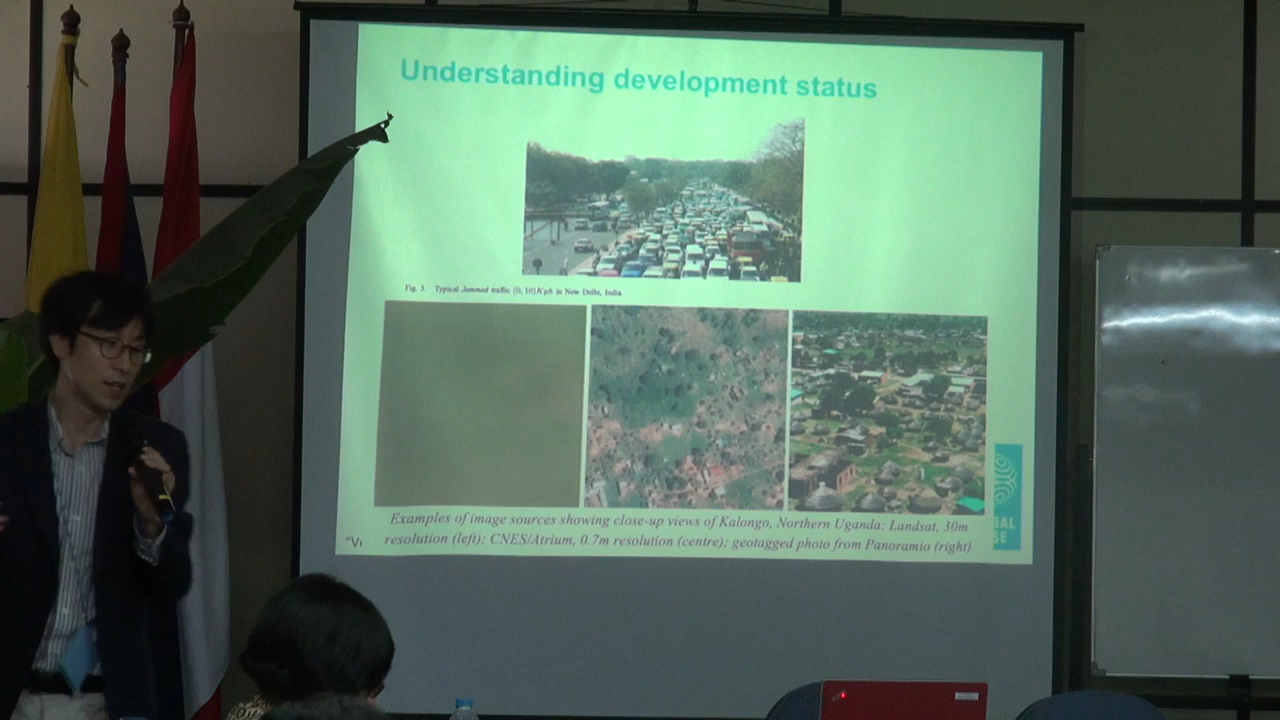 Understanding development status
Fig. 3. Typical Jammed traffic (0, 10) Kph in New Delhi, India.
Examples of image sources showing close-up views of Kalongo, Northern Uganda: Landsat, 30m
resolution (left); CNES/Atrium, 0.7m resolution (centre); geotagged photo from Panoramio (right)